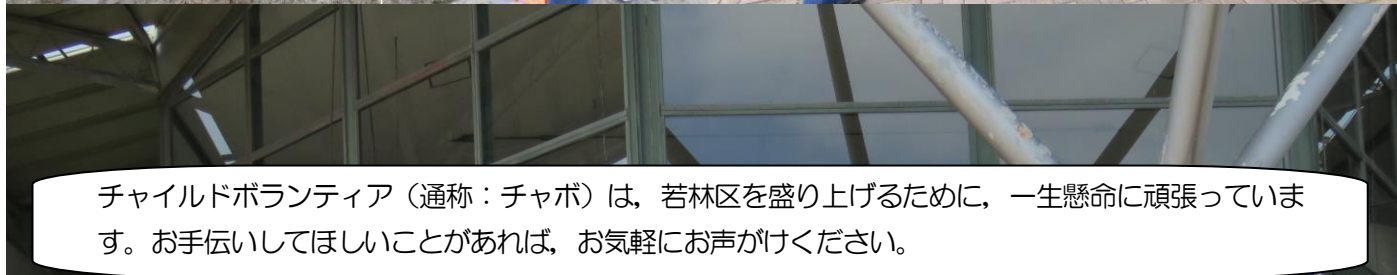 チャイルドボランティア（通称：チャボ）は，若林区を盛り上げるために，一生懸命に頑張っていま
す。お手伝いしてほしいことがあれば，お気軽にお声がけください。